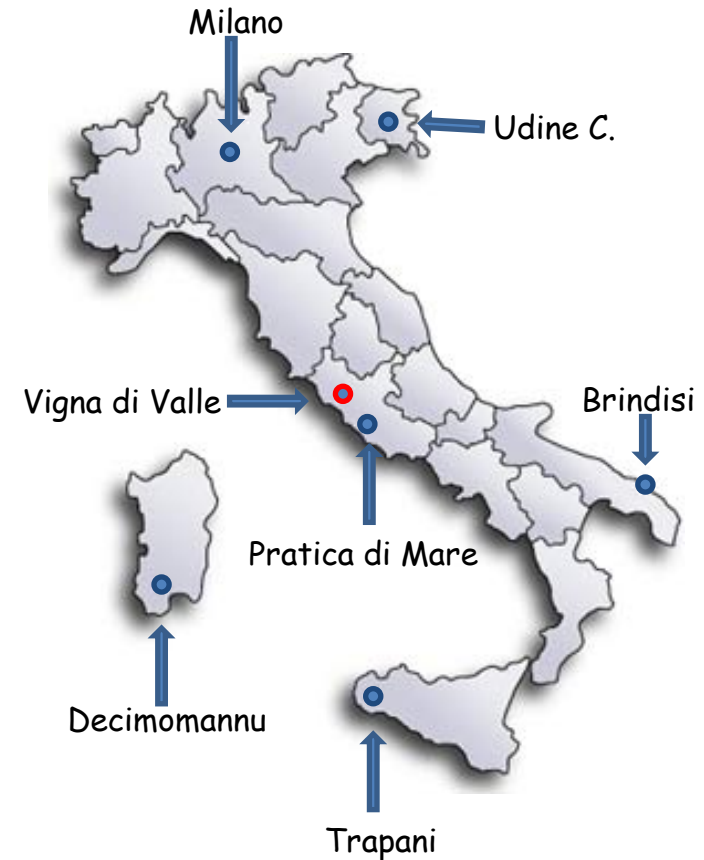 Milano
Udine C.
Vigna di Valle
Brindisi
Pratica di Mare
Decimomannu
Trapani